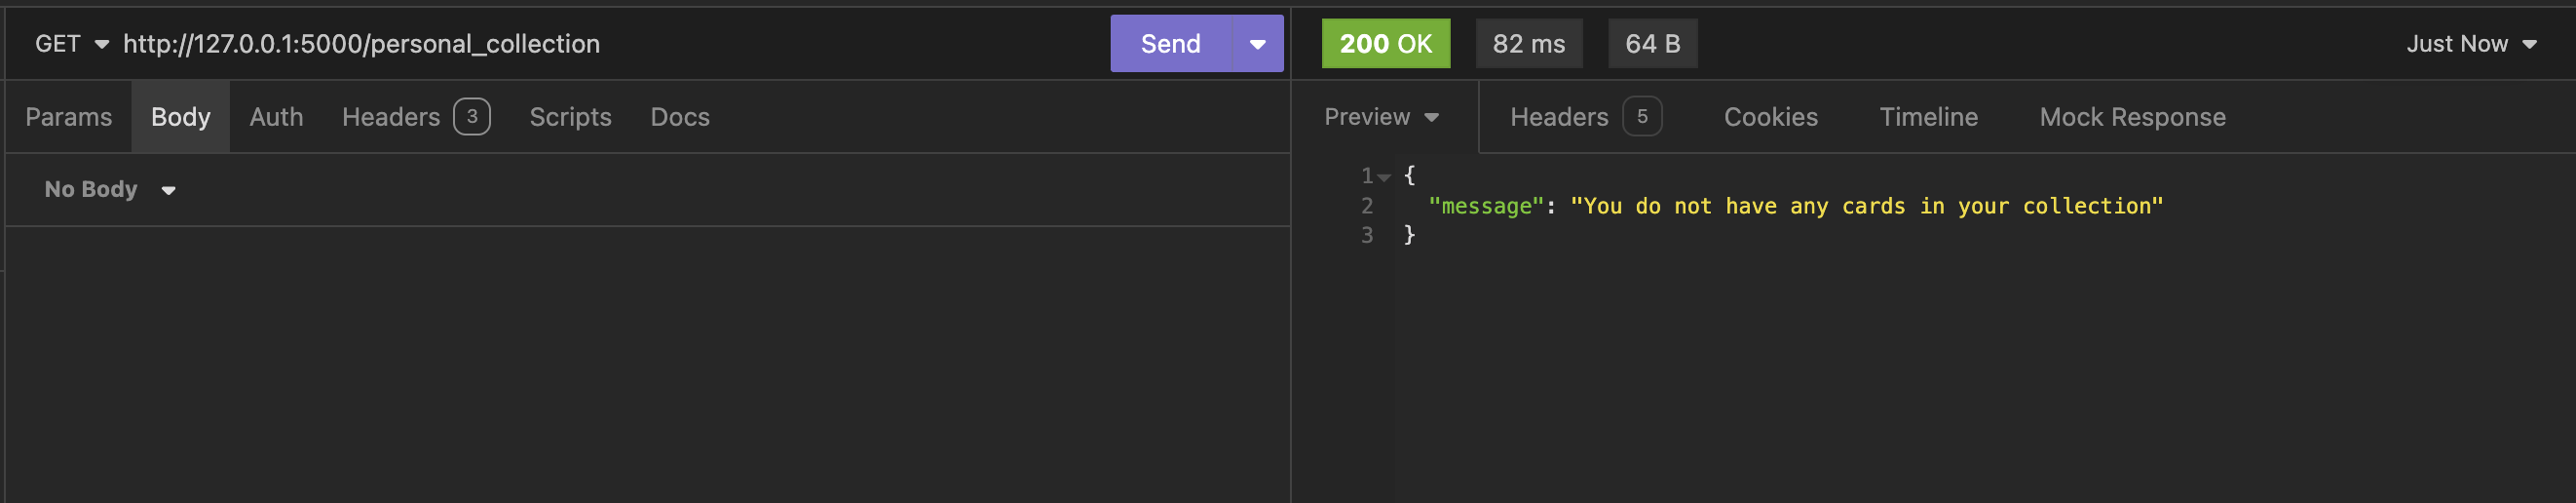 GET http://127.0.0.1:5000/personal_collection Send
Params Body Auth Headers 3 Scripts Docs
No Body
200 OK 82 ms 64 B Just Now
Preview Headers 5 Cookies Timeline Mock Response
1 {
2 "message": "You do not have any cards in your collection"
3 }